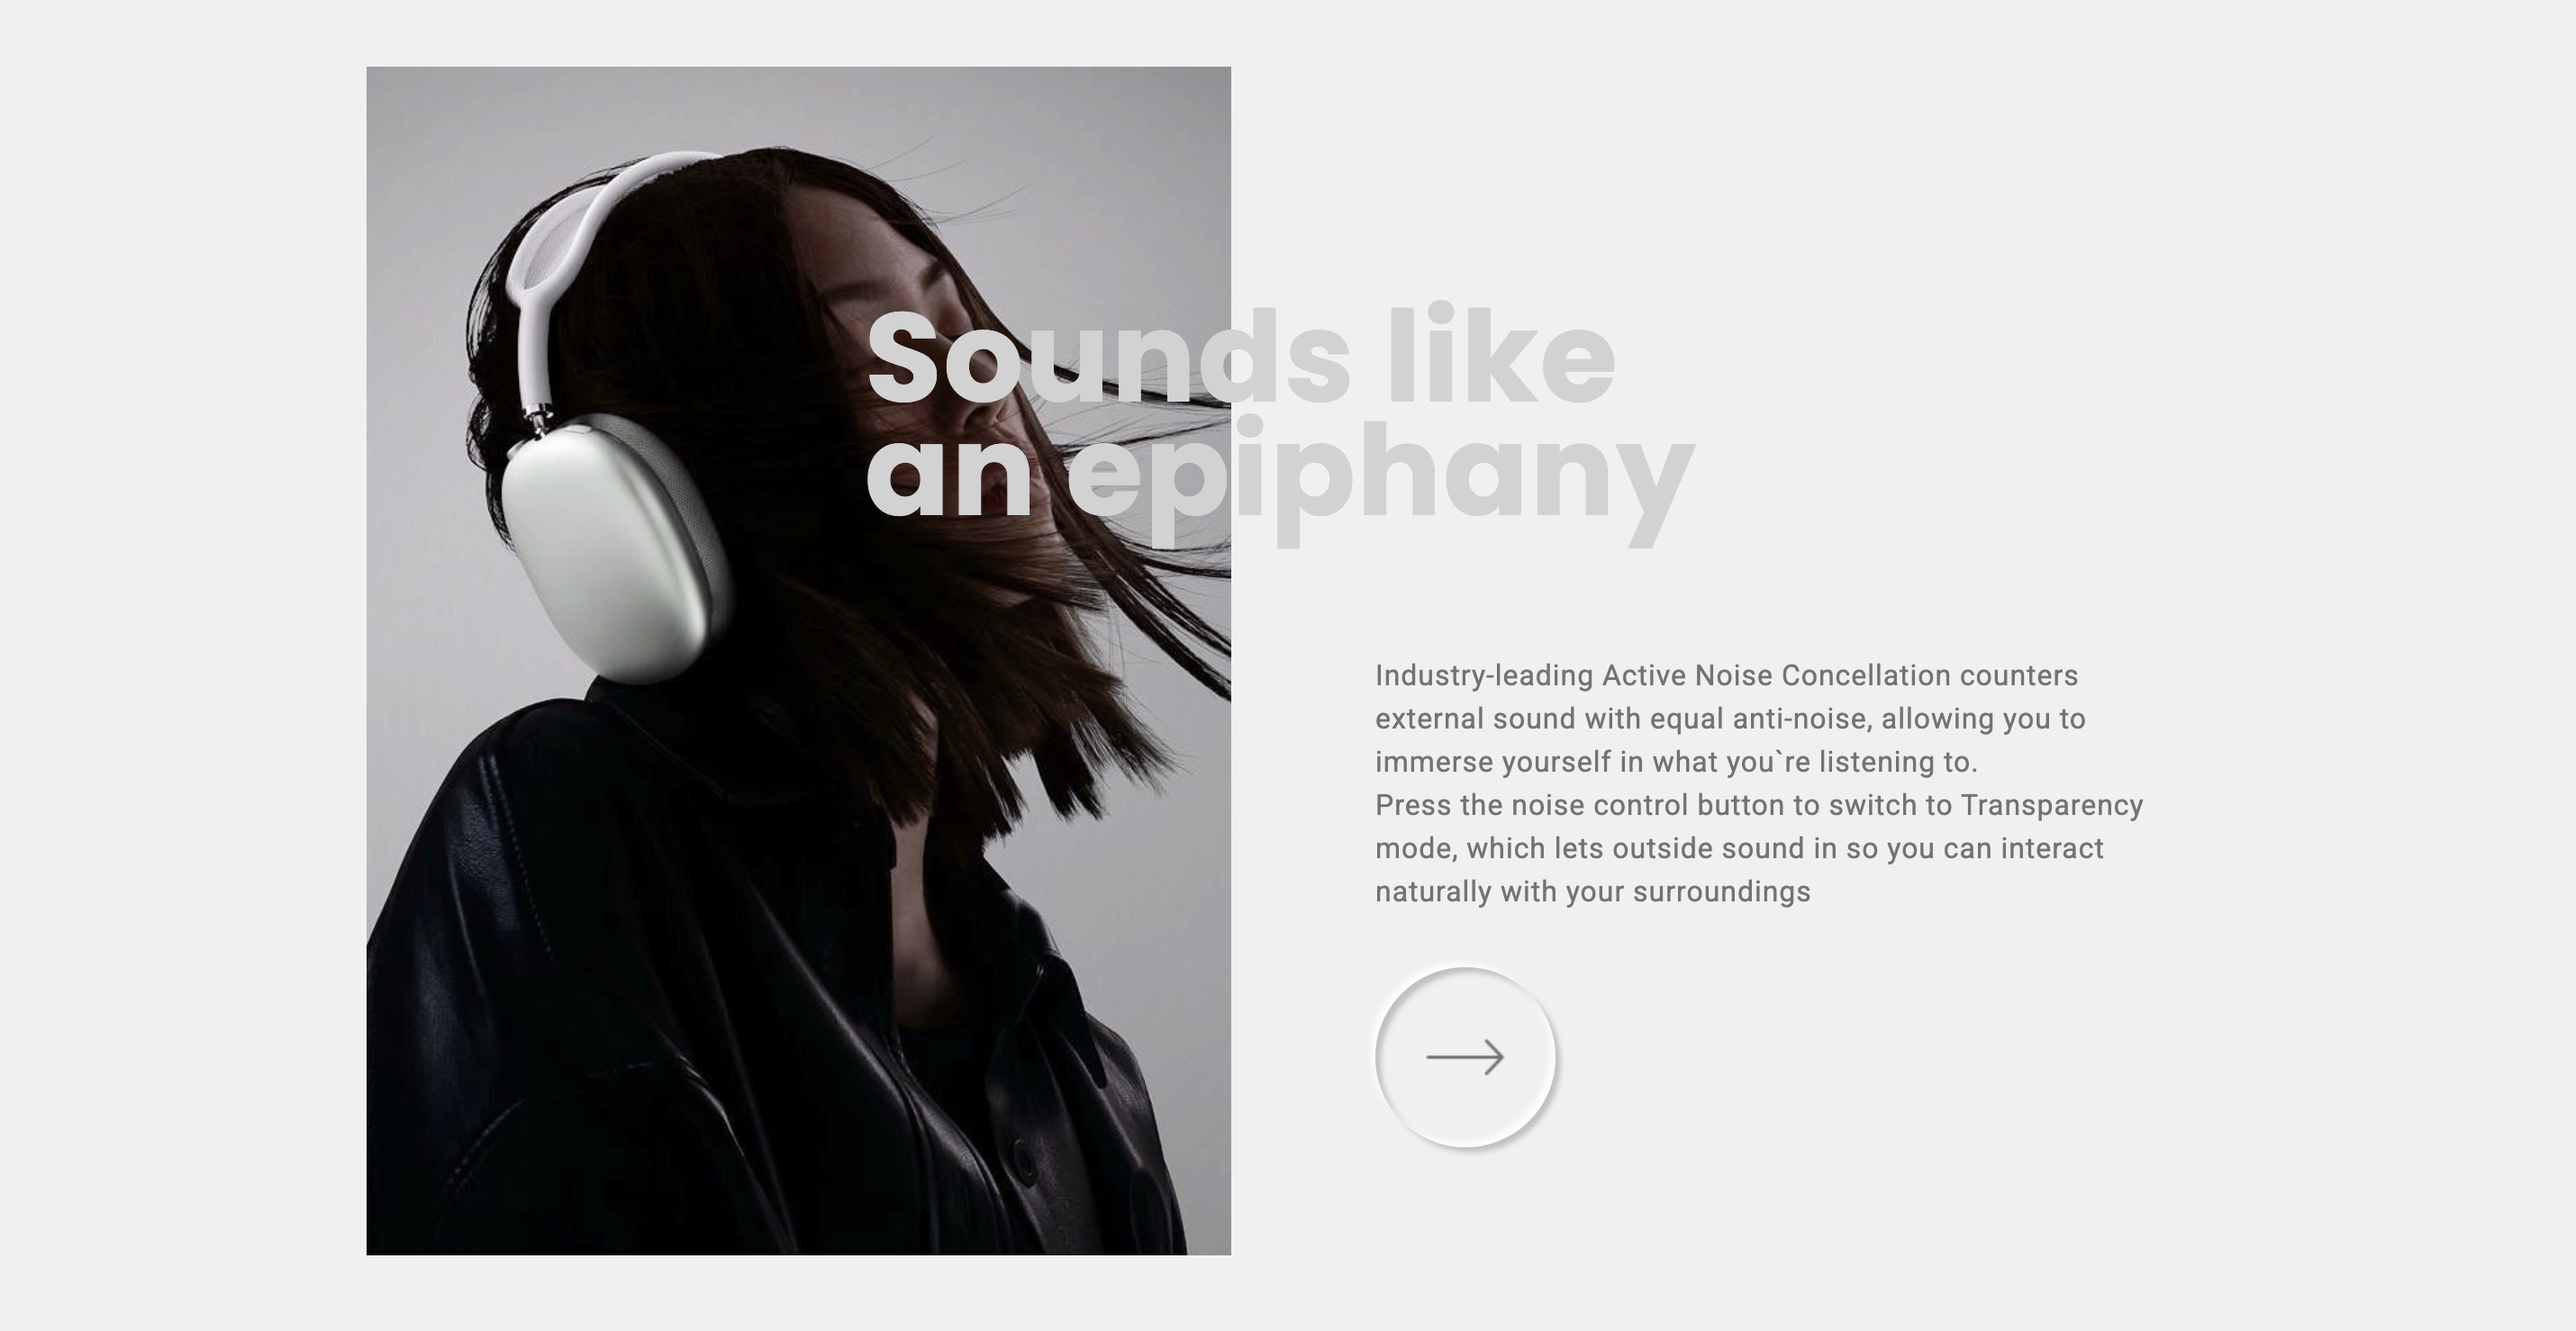 Sounds like
an epiphany
Industry-leading Active Noise Concellation counters
external sound with equal anti-noise, allowing you to
immerse yourself in what you`re listening to.
Press the noise control button to switch to Transparency
mode, which lets outside sound in so you can interact
naturally with your surroundings